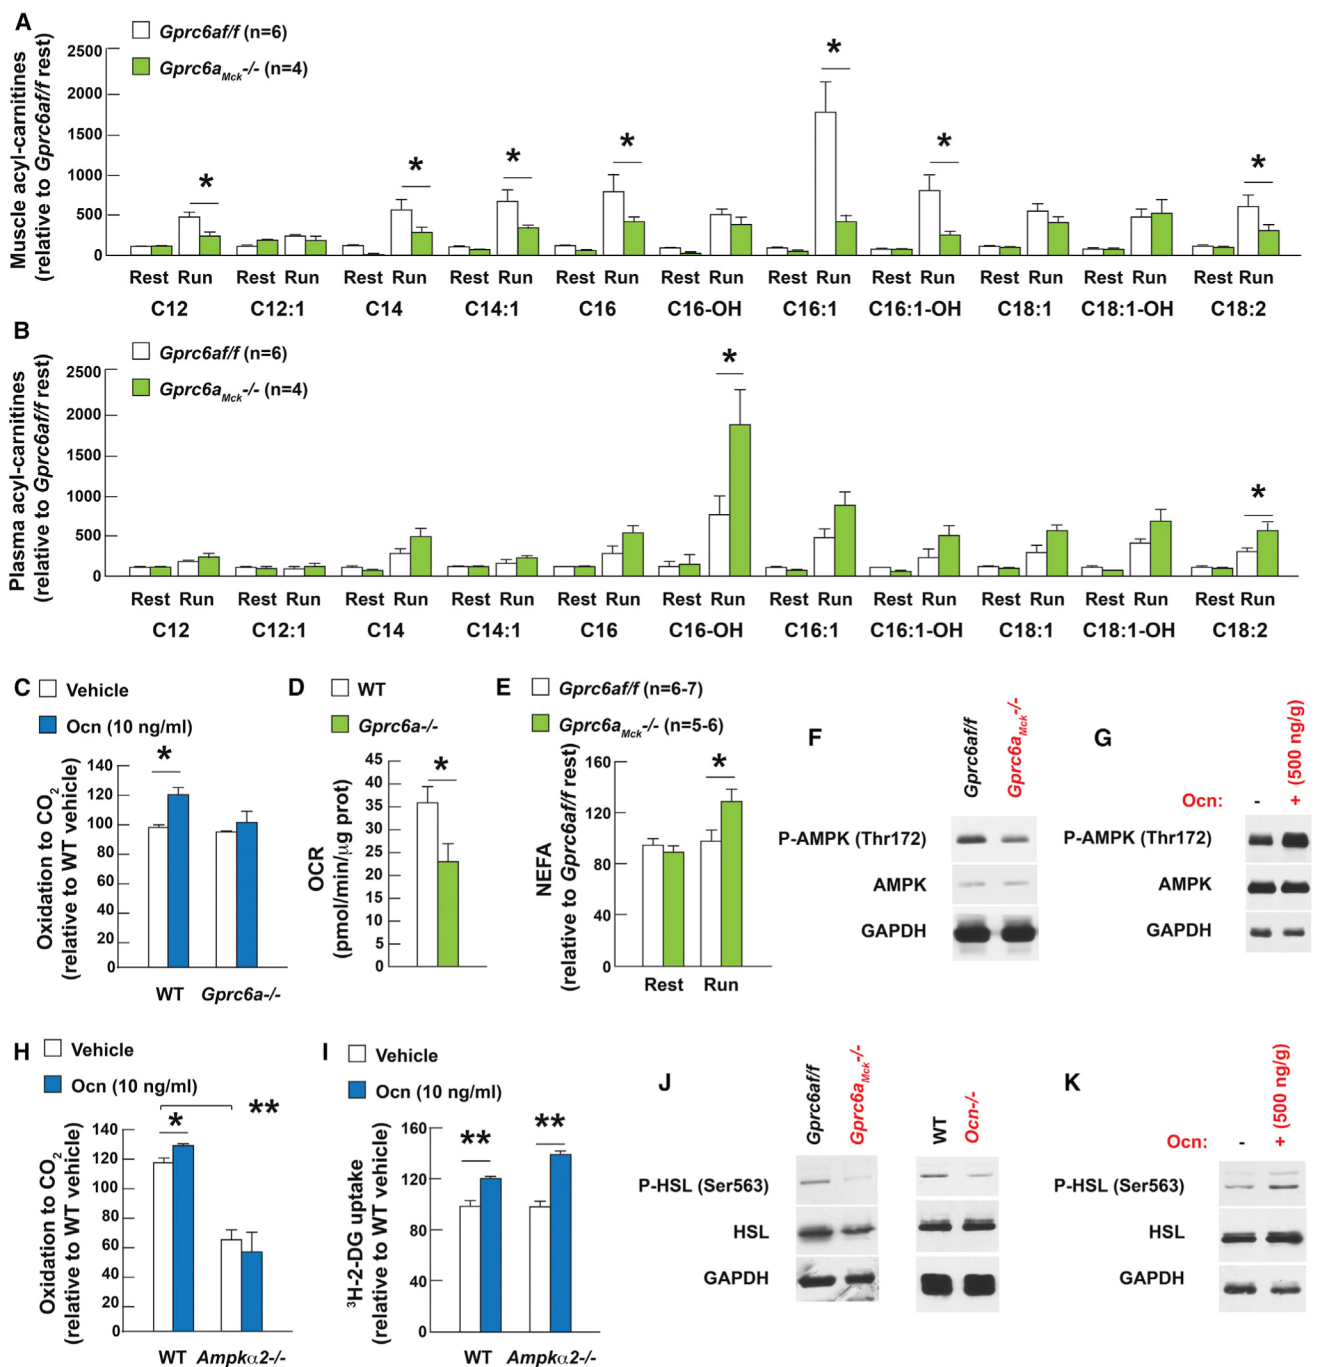 A
Gprc6af/f (n=6)
Gprc6aMck-/- (n=4)
Muscle acyl-carnitines
(relative to Gprc6af/f rest)
2500
2000
1500
1000
500
0
* * * * * * *
Rest Run Rest Run Rest Run Rest Run Rest Run Rest Run Rest Run Rest Run Rest Run Rest Run Rest Run
C12 C12:1 C14 C14:1 C16 C16-OH C16:1 C16:1-OH C18:1 C18:1-OH C18:2
B
Gprc6af/f (n=6)
Gprc6aMck-/- (n=4)
Plasma acyl-carnitines
(relative to Gprc6af/f rest)
2500
2000
1500
1000
500
0
* *
Rest Run Rest Run Rest Run Rest Run Rest Run Rest Run Rest Run Rest Run Rest Run Rest Run Rest Run
C12 C12:1 C14 C14:1 C16 C16-OH C16:1 C16:1-OH C18:1 C18:1-OH C18:2
C
Vehicle
Ocn (10 ng/ml)
Oxidation to CO2
(relative to WT vehicle)
140
120
100
80
60
40
20
0
*
WT Gprc6a-/-
D
WT
Gprc6a-/-
OCR
(pmol/min/µg prot)
45
40
35
30
25
20
15
10
5
0
*
E
Gprc6af/f (n=6-7)
Gprc6aMck-/- (n=5-6)
NEFA
(relative to Gprc6af/f rest)
160
120
80
40
0
*
Rest Run
F
Gprc6af/f
Gprc6aMck-/-
P-AMPK (Thr172)
AMPK
GAPDH
G
Ocn: - + (500 ng/g)
P-AMPK (Thr172)
AMPK
GAPDH
H
Vehicle
Ocn (10 ng/ml)
Oxidation to CO2
(relative to WT vehicle)
140
120
100
80
60
40
20
0
* **
WT Ampkα2-/-
I
Vehicle
Ocn (10 ng/ml)
3H-2-DG uptake
(relative to WT vehicle)
160
120
80
40
0
** **
WT Ampkα2-/-
J
Gprc6af/f
Gprc6aMck-/-
WT
Ocn-/-
P-HSL (Ser563)
HSL
GAPDH
K
Ocn: - + (500 ng/g)
P-HSL (Ser563)
HSL
GAPDH